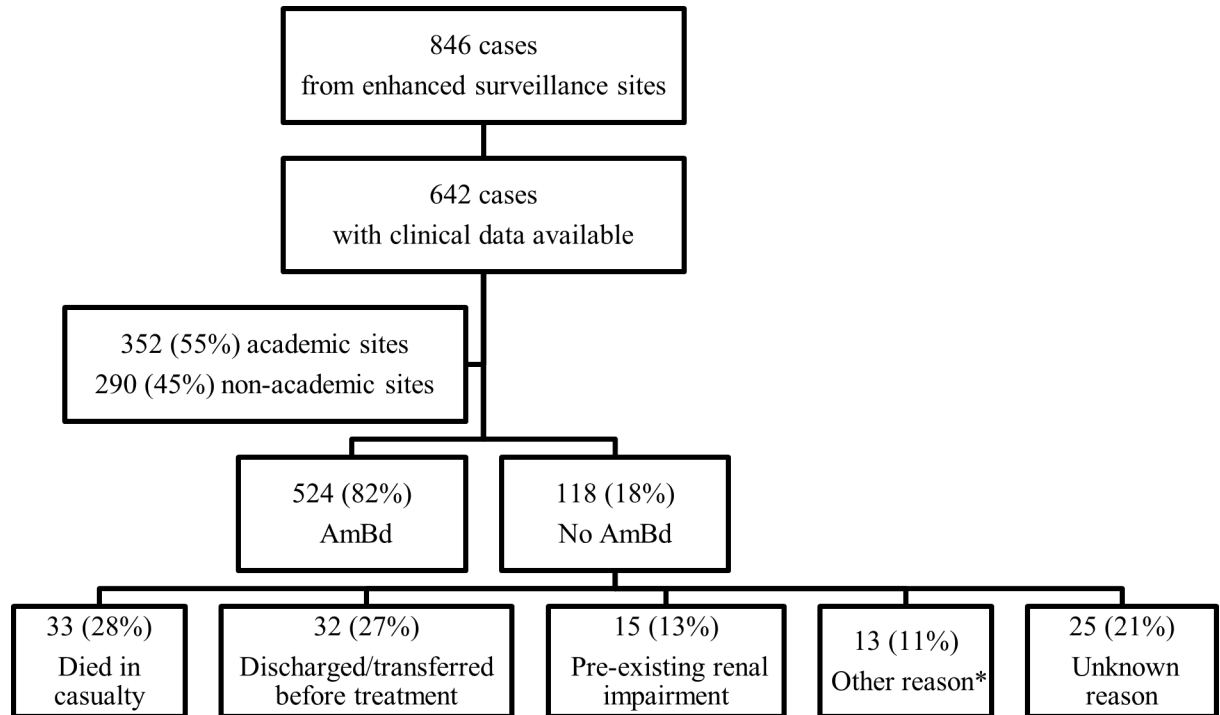 846 cases
from enhanced surveillance sites
642 cases
with clinical data available
352 (55%) academic sites
290 (45%) non-academic sites
524 (82%)
AmBd
118 (18%)
No AmBd
33 (28%)
Died in
casualty
32 (27%)
Discharged/transferred
before treatment
15 (13%)
Pre-existing renal
impairment
13 (11%)
Other reason*
25 (21%)
Unknown
reason